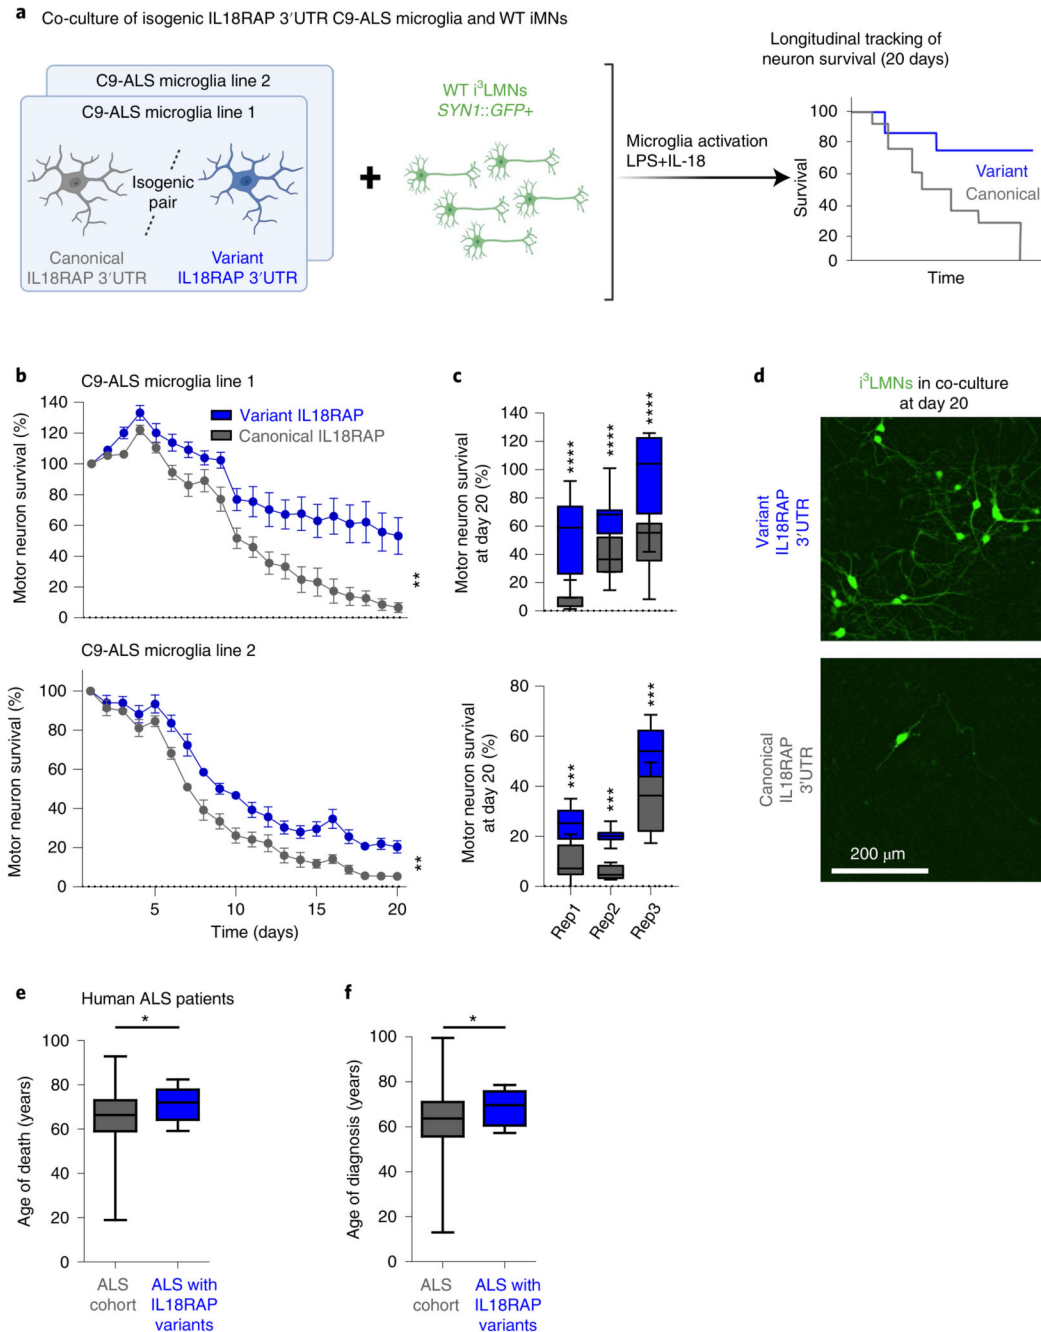 a Co-culture of isogenic IL18RAP 3′UTR C9-ALS microglia and WT iMNs
C9-ALS microglia line 2
C9-ALS microglia line 1
Isogenic
pair
Canonical
IL18RAP 3′UTR
Variant
IL18RAP 3′UTR
+
WT i³LMNs
SYN1::GFP+
Microglia activation
LPS+IL-18
Longitudinal tracking of
neuron survival (20 days)
Survival
100
80
60
40
20
0
Variant
Canonical
Time
b
C9-ALS microglia line 1
Motor neuron survival (%)
140
120
100
80
60
40
20
0
Variant IL18RAP
Canonical IL18RAP
**
C9-ALS microglia line 2
Motor neuron survival (%)
100
80
60
40
20
0
**
5
10
15
20
Time (days)
c
Motor neuron survival
at day 20 (%)
140
120
100
80
60
40
20
0
****
****
****
Motor neuron survival
at day 20 (%)
80
60
40
20
0
***
***
***
Rep1
Rep2
Rep3
d
i³LMNs in co-culture
at day 20
Variant
IL18RAP
3′UTR
Canonical
IL18RAP
3′UTR
200 μm
e
Human ALS patients
Age of death (years)
100
80
60
40
20
0
*
ALS
cohort
ALS with
IL18RAP
variants
f
Age of diagnosis (years)
100
80
60
40
20
0
*
ALS
cohort
ALS with
IL18RAP
variants